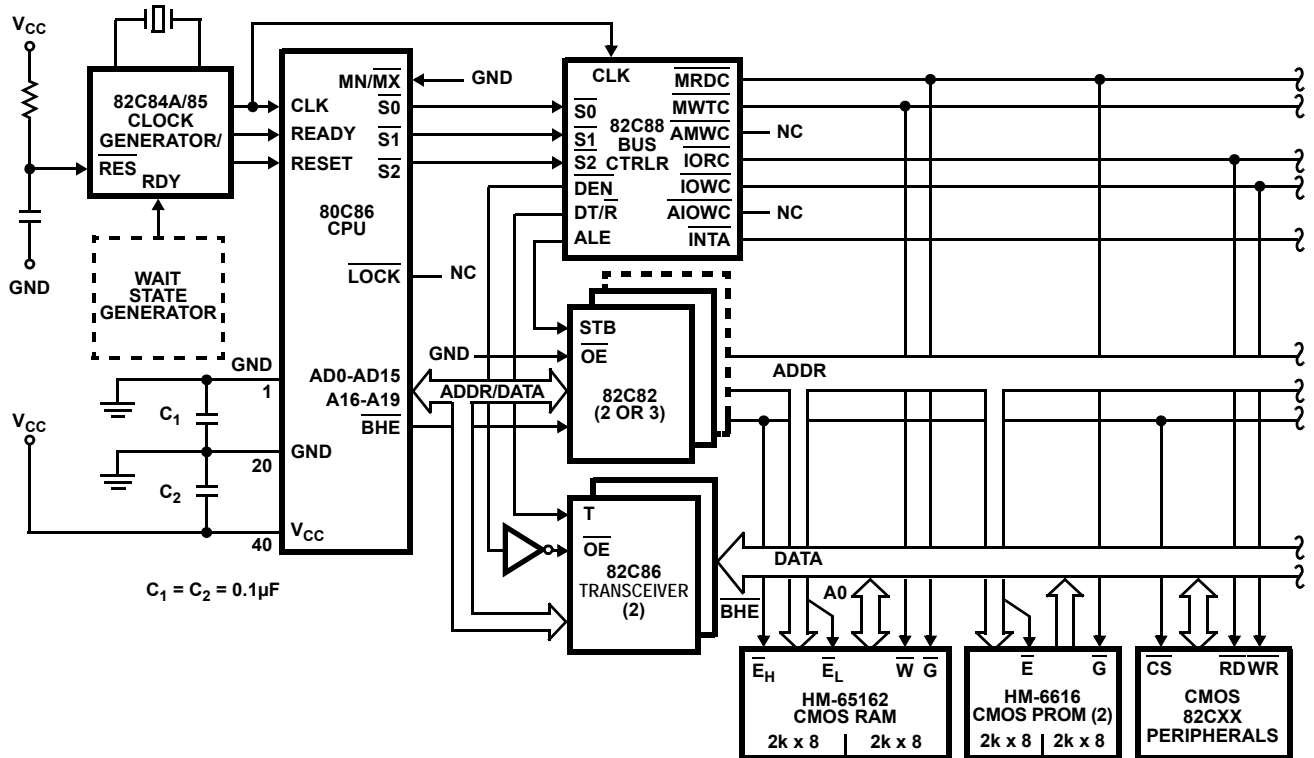 VCC
GND
82C84A/85
CLOCK
GENERATOR/
RES
RDY
WAIT
STATE
GENERATOR
CLK
READY
RESET
MN/MX
S0
S1
S2
GND
80C86
CPU
LOCK
NC
GND
1
AD0-AD15
A16-A19
BHE
ADDR/DATA
C1
VCC
20
GND
C2
VCC
40
C1 = C2 = 0.1µF
CLK
S0
S1
S2
DEN
DT/R
ALE
82C88
BUS
CTRLR
MRDC
MWTC
AMWC
NC
IORC
IOWC
AIOWC
NC
INTA
STB
GND
OE
82C82
(2 OR 3)
ADDR
T
OE
82C86
TRANSCEIVER
(2)
DATA
BHE
A0
EH
EL
W
G
HM-65162
CMOS RAM
2k x 8
2k x 8
E
G
HM-6616
CMOS PROM (2)
2k x 8
2k x 8
CS
RD
WR
CMOS
82CXX
PERIPHERALS